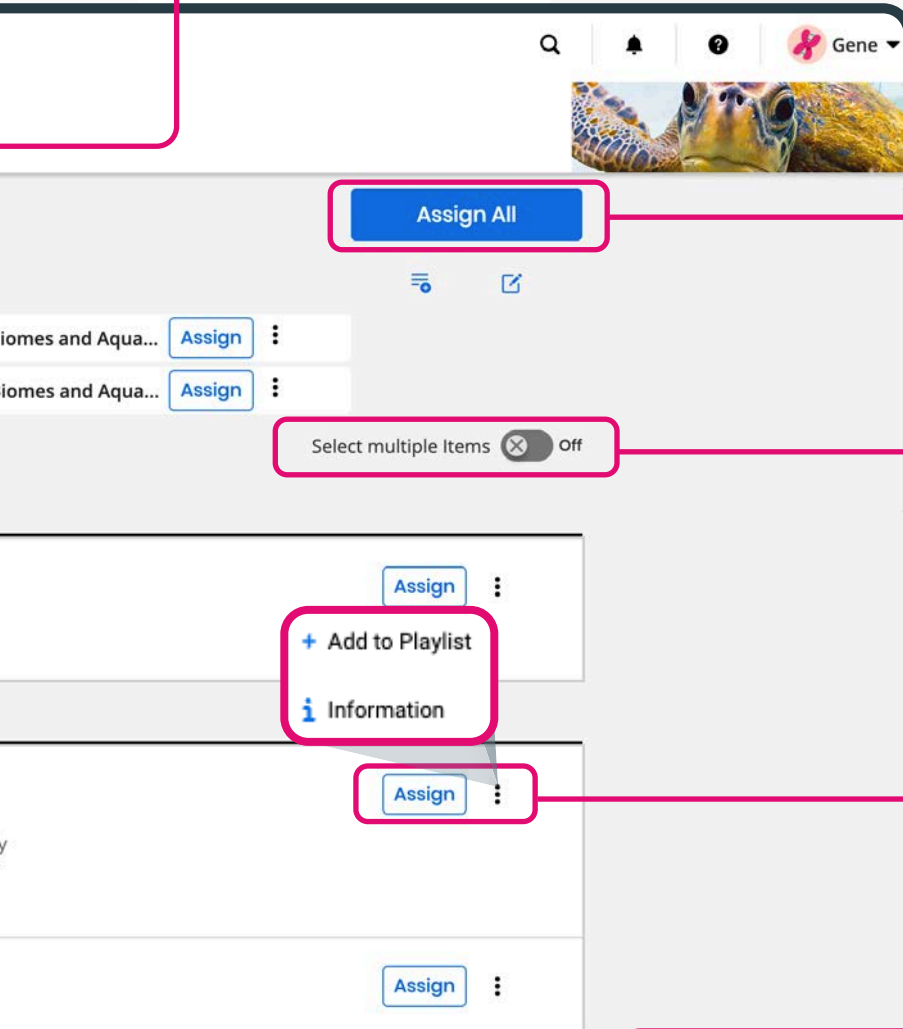 Gene
Assign All
iomes and Aqua... Assign
iomes and Aqua... Assign
Select multiple Items Off
Assign
+ Add to Playlist
i Information
Assign
y
Assign